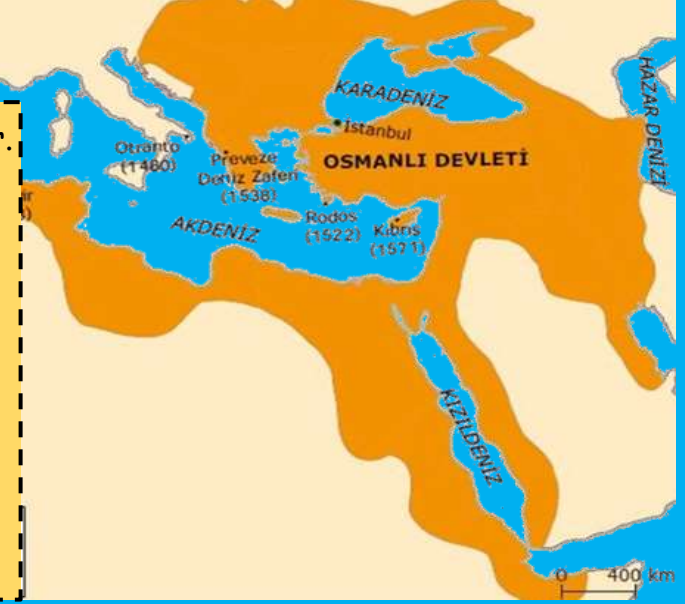 KARADENİZ
HAZAR DENİZİ
İstanbul
Otranto
(1480)
Preveze
Deniz Zaferi
(1538)
OSMANLI DEVLETİ
AKDENİZ
Rodos
(1522)
Kıbrıs
(1571)
KIZILDENİZ
0 400 km